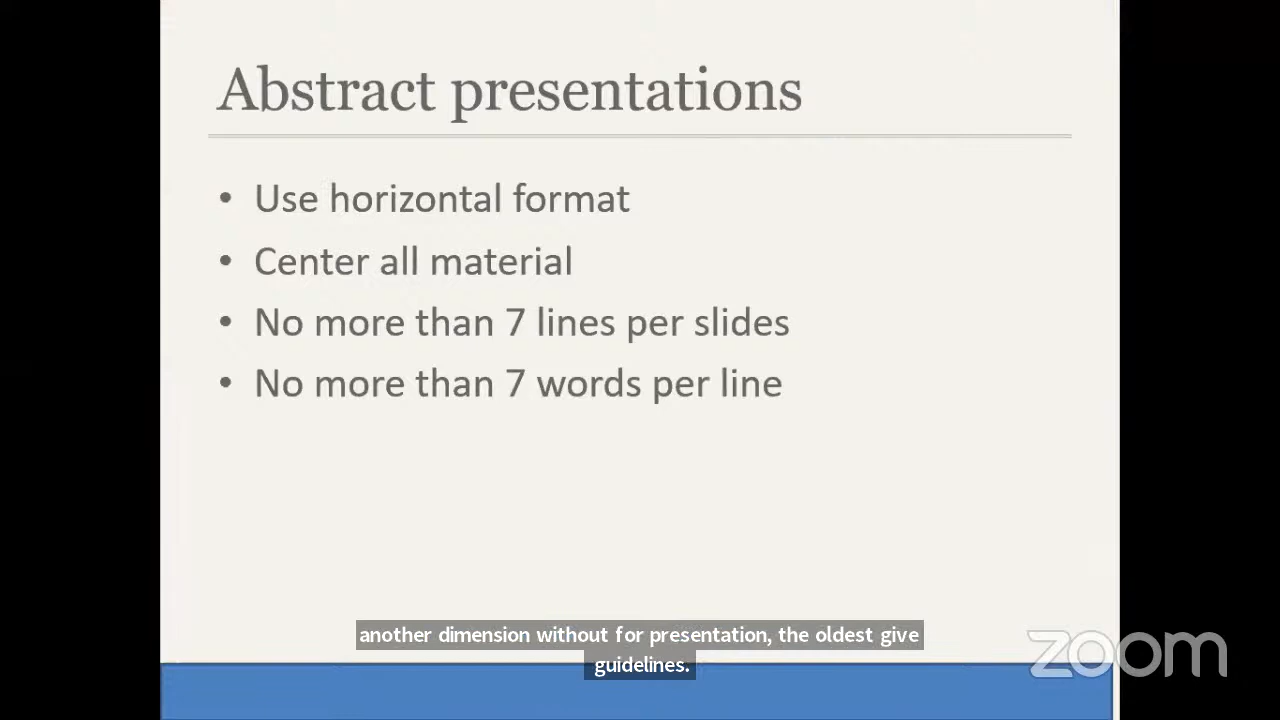 Abstract presentations
• Use horizontal format
• Center all material
• No more than 7 lines per slides
• No more than 7 words per line
another dimension without for presentation, the oldest give
guidelines.
zoom